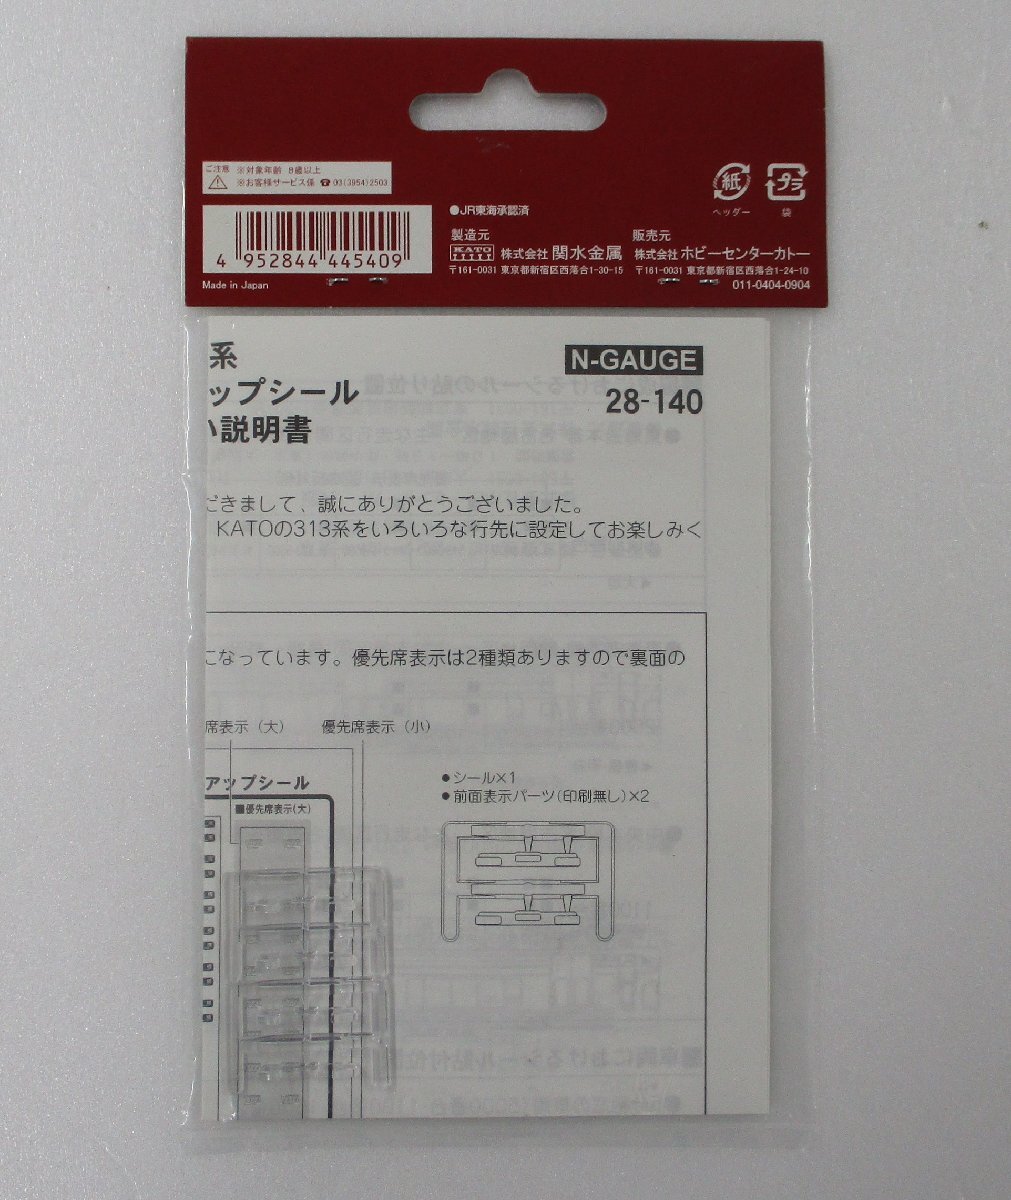 ご注意 ※対象年齢 8歳以上
※お客様サービス係 ☎ 03(3954)2503
4 952844 445409
Made in Japan
●JR東海承認済
製造元
KATO 株式会社 関水金属
〒161-0031 東京都新宿区西落合1-30-15
販売元
株式会社 ホビーセンターカトー
〒161-0031 東京都新宿区西落合1-24-10
011-0404-0904
紙
ヘッダー
プラ
袋
系
ップシール
い説明書
N-GAUGE
28-140
だきまして、誠にありがとうございました。
KATOの313系をいろいろな行先に設定してお楽しみく
になっています。優先席表示は2種類ありますので裏面の
席表示（大） 優先席表示（小）
アップシール
■優先席表示(大)
●シール×1
●前面表示パーツ(印刷無し)×2